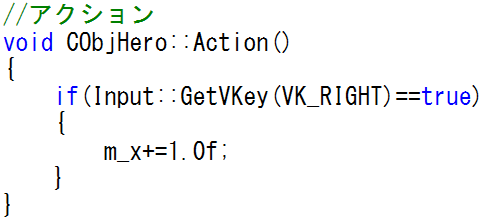 //アクション
void CObjHero::Action()
{
    if(Input::GetVKey(VK_RIGHT)==true)
    {
        m_x+=1.0f;
    }
}